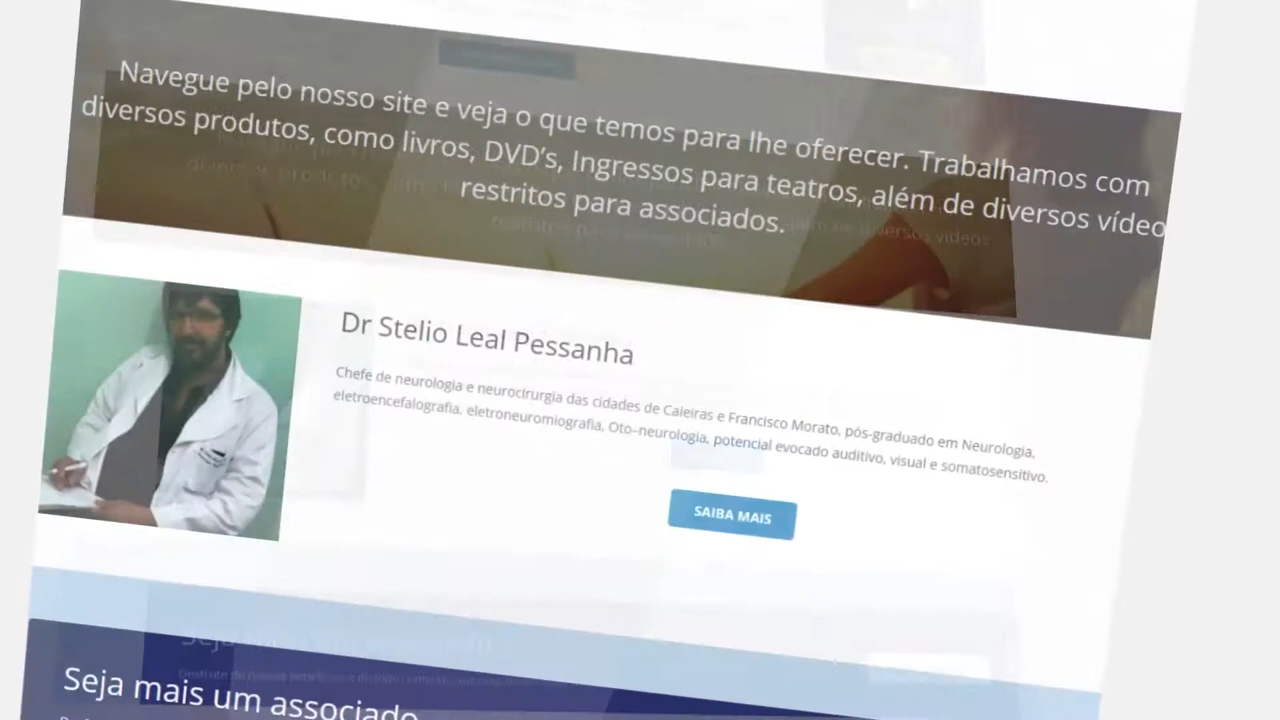 Navegue pelo nosso site e veja o que temos para lhe oferecer. Trabalhamos com
diversos produtos, como livros, DVD's, Ingressos para teatros, além de diversos vídeo
restritos para associados.
Dr Stelio Leal Pessanha
Chefe de neurologia e neurocirurgia das cidades de Caieiras e Francisco Morato, pós-graduado em Neurologia,
eletroencefalografia, eletroneuromiografia, Oto-neurologia, potencial evocado auditivo, visual e somatosensitivo.
SAIBA MAIS
Seja mais um associado